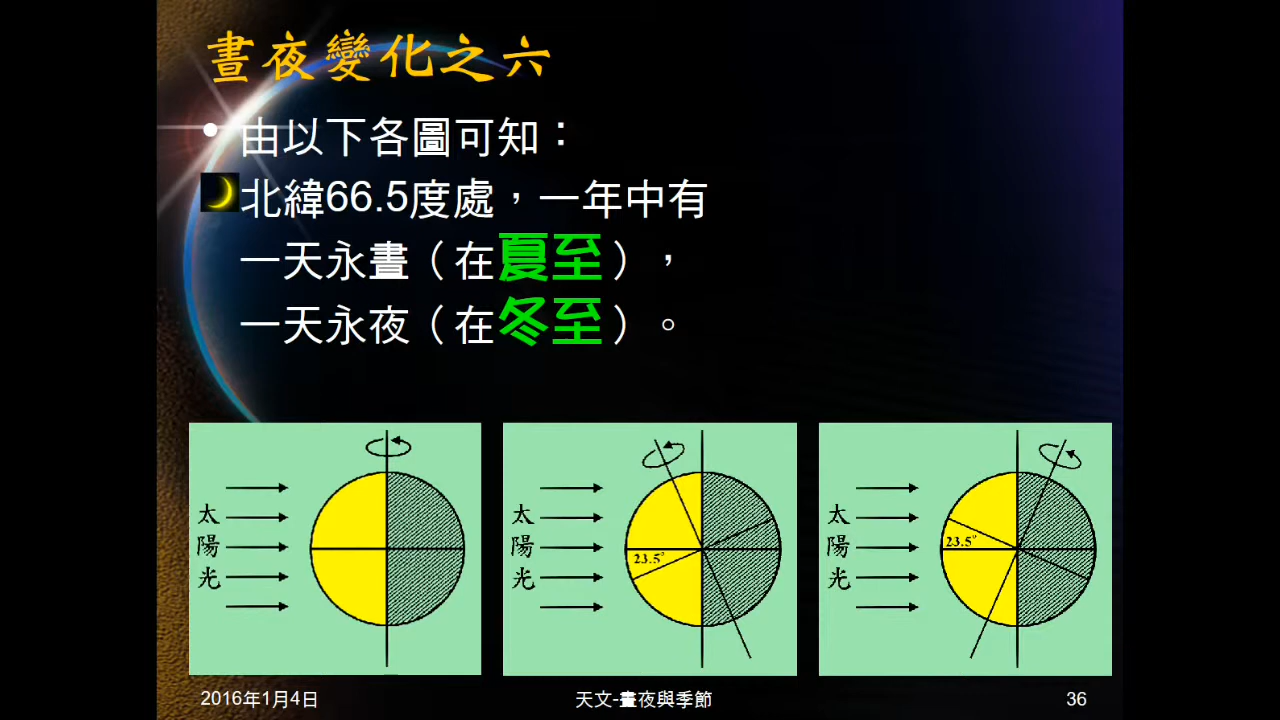 晝夜變化之六
• 由以下各圖可知：
北緯66.5度處，一年中有
一天永晝（在夏至），
一天永夜（在冬至）。
太陽光
太陽光
23.5°
太陽光
23.5°
2016年1月4日
天文-晝夜與季節
36